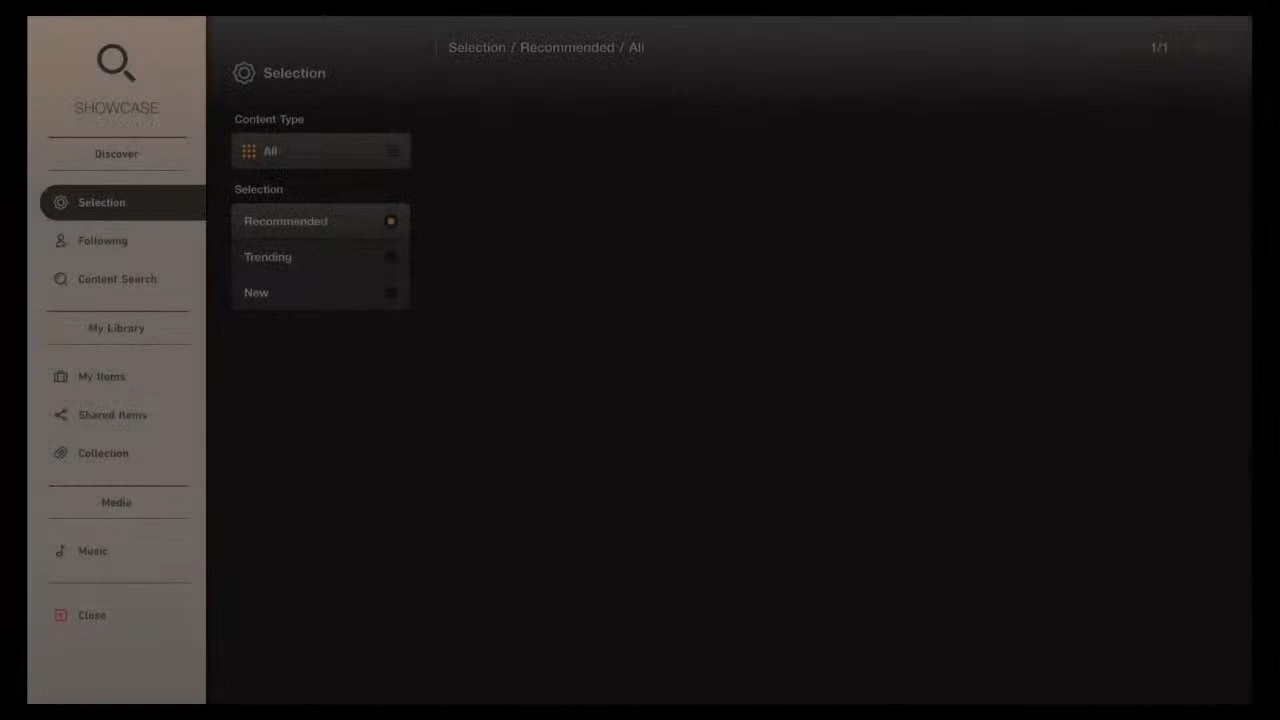 SHOWCASE
Discover
Selection
Following
Content Search
My Library
My Items
Shared Items
Collection
Media
Music
Close
Selection
Content Type
All
Selection
Recommended
Trending
New
Selection / Recommended / All
1/1